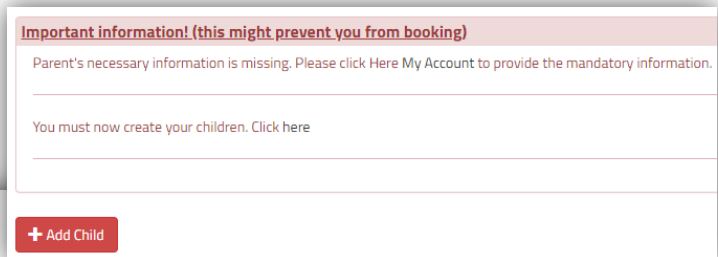 Important information! (this might prevent you from booking)
Parent's necessary information is missing. Please click Here My Account to provide the mandatory information.
You must now create your children. Click here
+ Add Child